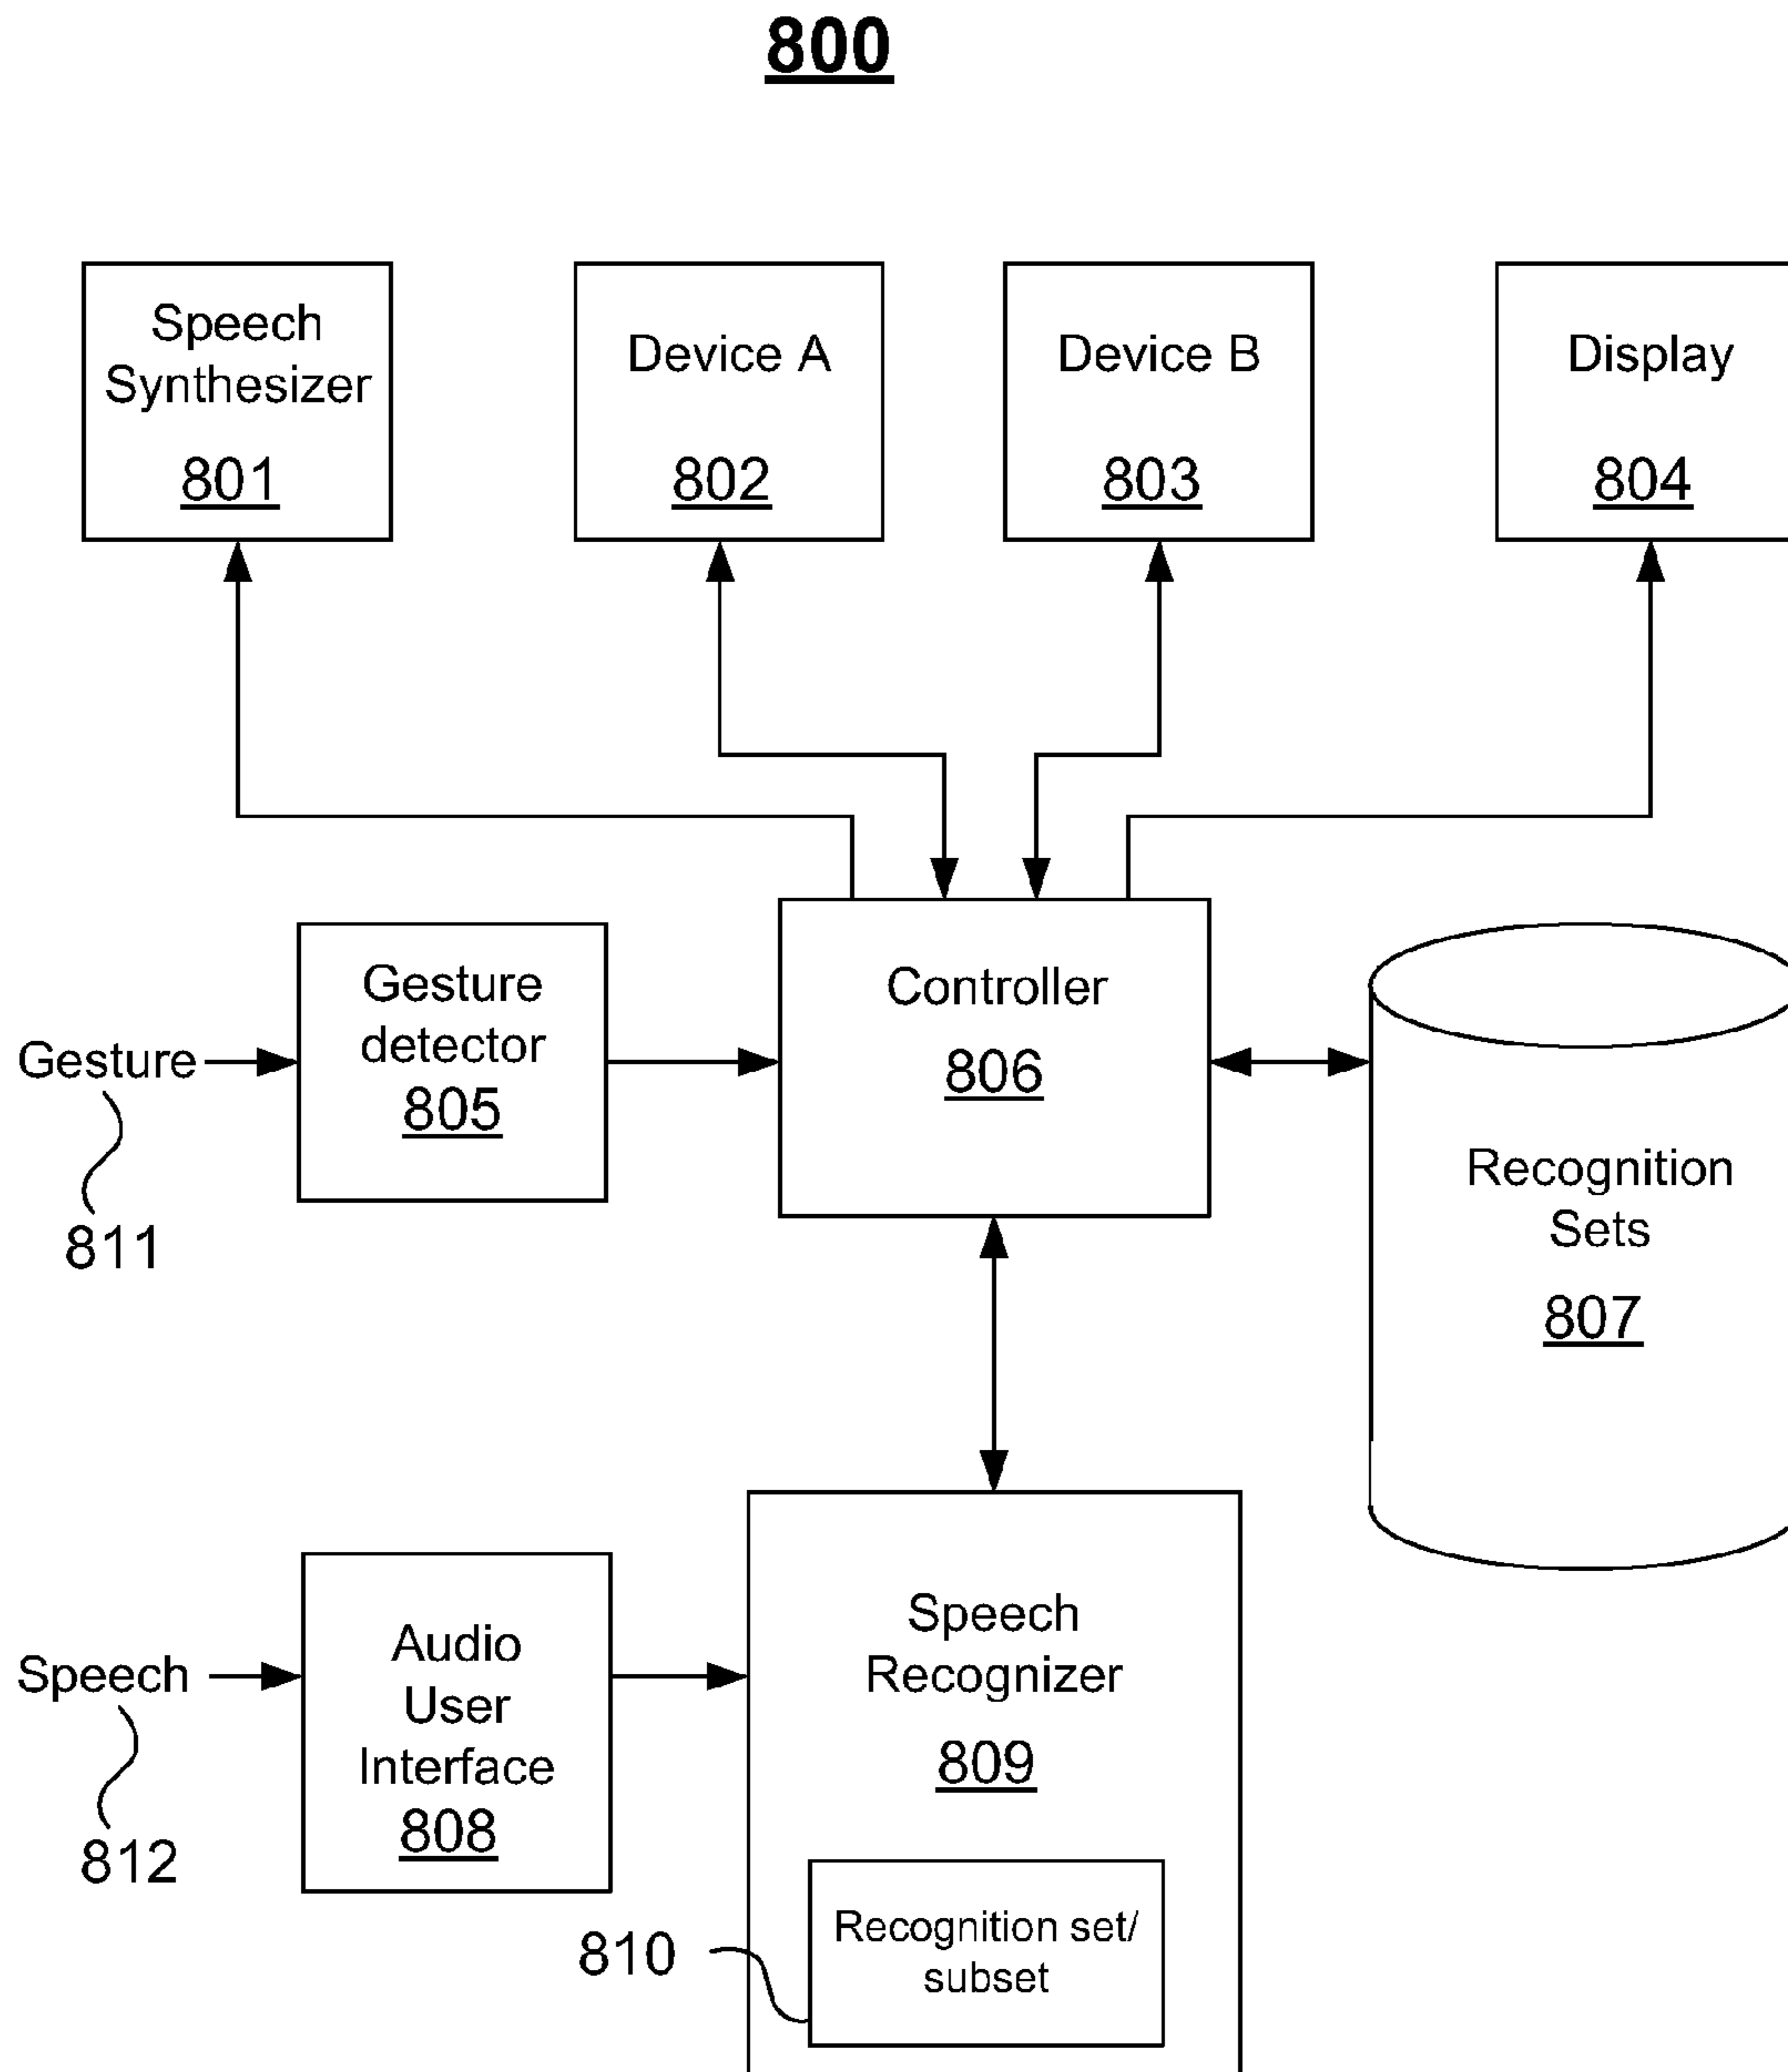 800
Speech
Synthesizer
801
Device A
802
Device B
803
Display
804
Gesture
811
Gesture
detector
805
Controller
806
Recognition
Sets
807
Speech
812
Audio
User
Interface
808
Speech
Recognizer
809
810
Recognition set/
subset